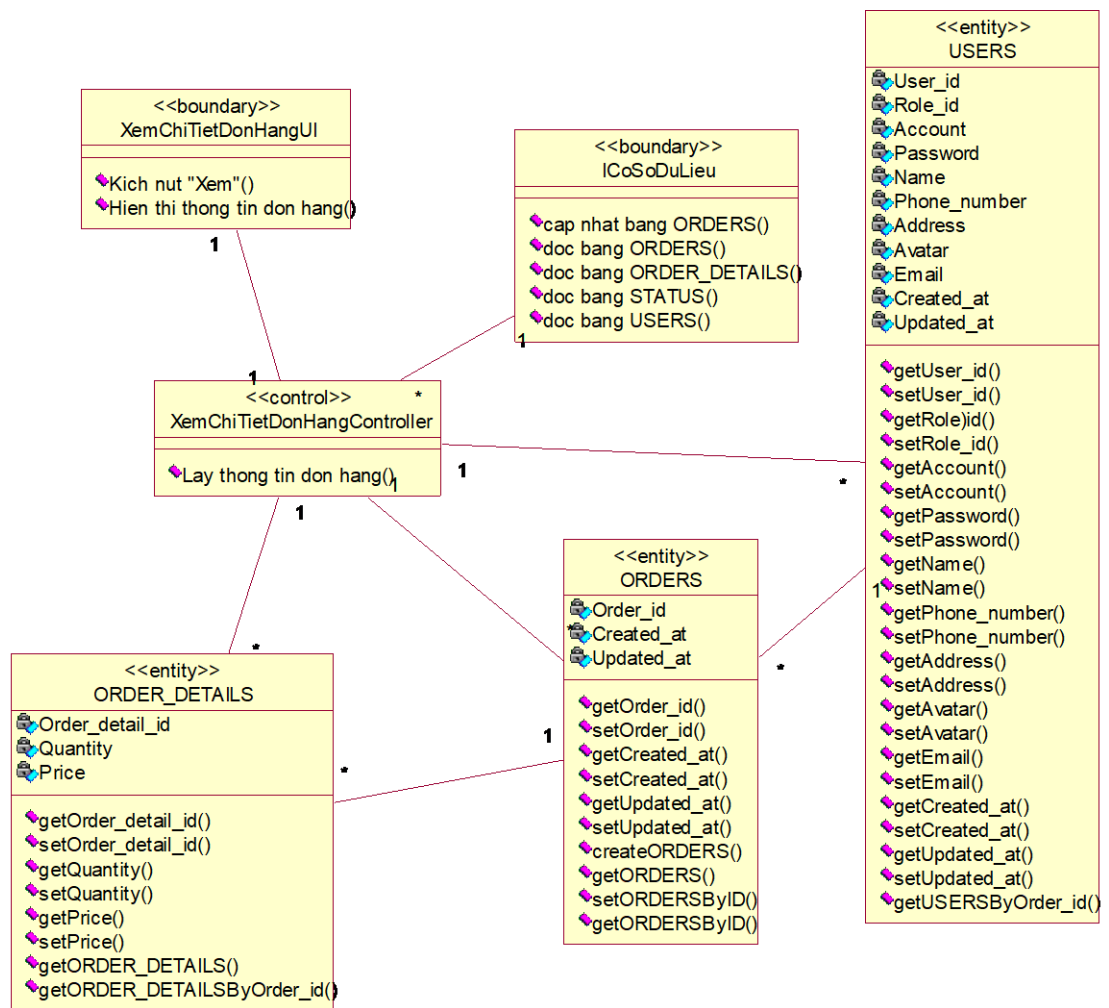 <<boundary>>
XemChiTietDonHangUI
Kich nut "Xem"()
Hien thi thong tin don hang()
1
<<boundary>>
ICoSoDuLieu
cap nhat bang ORDERS()
doc bang ORDERS()
doc bang ORDER_DETAILS()
doc bang STATUS()
doc bang USERS()
1
<<entity>>
USERS
User_id
Role_id
Account
Password
Name
Phone_number
Address
Avatar
Email
Created_at
Updated_at
getUser_id()
setUser_id()
getRole)id()
setRole_id()
getAccount()
setAccount()
getPassword()
setPassword()
getName()
setName()
getPhone_number()
setPhone_number()
getAddress()
setAddress()
getAvatar()
setAvatar()
getEmail()
setEmail()
getCreated_at()
setCreated_at()
getUpdated_at()
setUpdated_at()
getUSERSByOrder_id()
1
*
<<control>>
XemChiTietDonHangController
Lay thong tin don hang()
1
1
1
*
1
*
1
<<entity>>
ORDERS
Order_id
Created_at
*
Updated_at
getOrder_id()
setOrder_id()
getCreated_at()
setCreated_at()
getUpdated_at()
setUpdated_at()
createORDERS()
getORDERS()
setORDERSByID()
getORDERSByID()
*
<<entity>>
ORDER_DETAILS
Order_detail_id
Quantity
Price
getOrder_detail_id()
setOrder_detail_id()
getQuantity()
setQuantity()
getPrice()
setPrice()
getORDER_DETAILS()
getORDER_DETAILSByOrder_id()
*